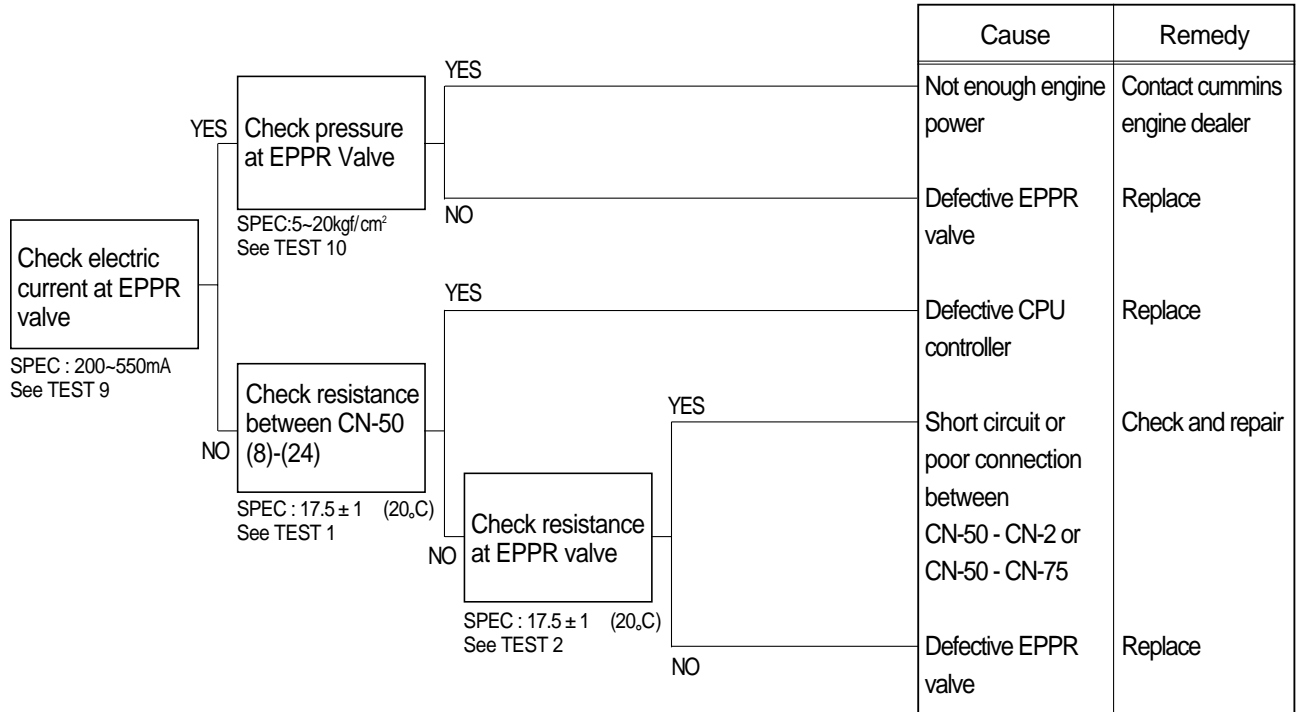 Cause
Remedy
YES
Not enough engine
power
Contact cummins
engine dealer
YES
Check pressure
at EPPR Valve
SPEC:5~20kgf/cm²
See TEST 10
NO
Defective EPPR
valve
Replace
Check electric
current at EPPR
valve
SPEC : 200~550mA
See TEST 9
YES
Defective CPU
controller
Replace
NO
Check resistance
between CN-50
(8)-(24)
SPEC : 17.5 ± 1 (20°C)
See TEST 1
YES
Short circuit or
poor connection
between
CN-50 - CN-2 or
CN-50 - CN-75
Check and repair
NO
Check resistance
at EPPR valve
SPEC : 17.5 ± 1 (20°C)
See TEST 2
NO
Defective EPPR
valve
Replace